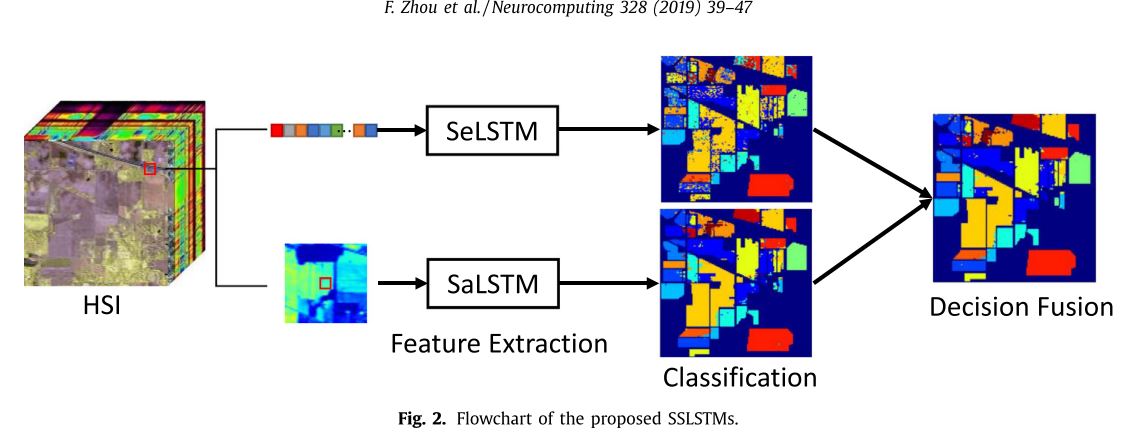 F. Zhou et al./Neurocomputing 328 (2019) 39–47
SeLSTM
HSI
SaLSTM
Feature Extraction
Classification
Decision Fusion
Fig. 2. Flowchart of the proposed SSLSTMs.